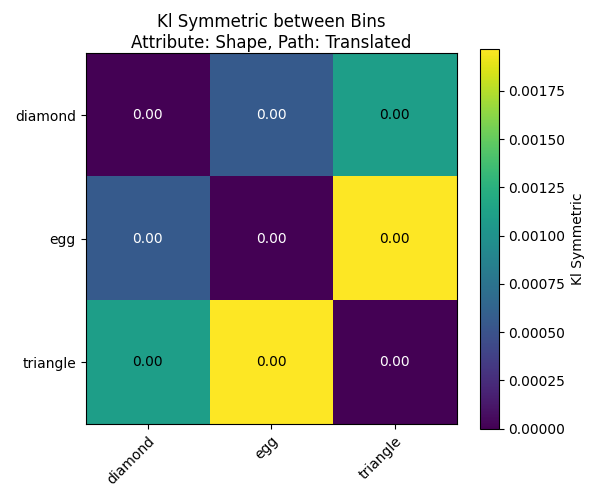 Kl Symmetric between Bins
Attribute: Shape, Path: Translated
diamond
0.00 0.00 0.00
egg
0.00 0.00 0.00
triangle
0.00 0.00 0.00
diamond
egg
triangle
0.00175
0.00150
0.00125
0.00100
0.00075
0.00050
0.00025
0.00000
Kl Symmetric